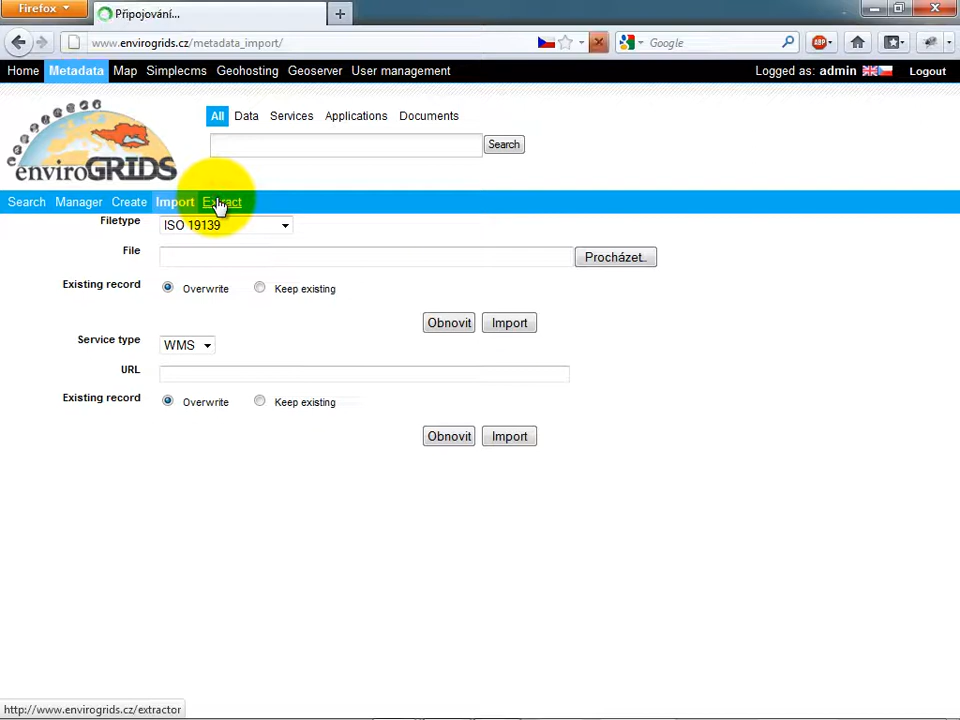 Firefox
Připojování...
www.envirogrids.cz/metadata_import/
Google
ABP
Home Metadata Map Simplecms Geohosting Geoserver User management
Logged as: admin Logout
enviroGRIDS
All Data Services Applications Documents
Search
Search Manager Create Import Extract
Filetype ISO 19139
File Procházet..
Existing record Overwrite Keep existing
Obnovit Import
Service type WMS
URL
Existing record Overwrite Keep existing
Obnovit Import
http://www.envirogrids.cz/extractor